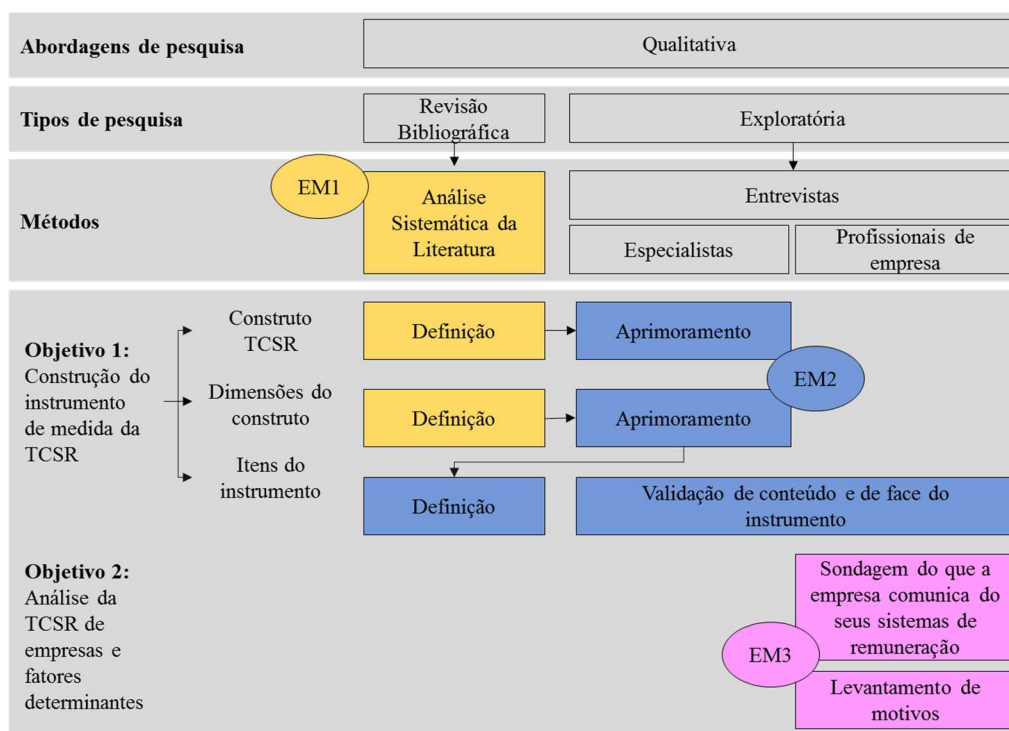 Abordagens de pesquisa
Qualitativa
Tipos de pesquisa
Revisão
Bibliográfica
Exploratória
Métodos
EM1
Análise
Sistemática da
Literatura
Entrevistas
Especialistas
Profissionais de
empresa
Objetivo 1:
Construção do
instrumento
de medida da
TCSR
Construto
TCSR
Definição
Aprimoramento
EM2
Dimensões do
construto
Definição
Aprimoramento
Itens do
instrumento
Definição
Validação de conteúdo e de face do
instrumento
Objetivo 2:
Análise da
TCSR de
empresas e
fatores
determinantes
EM3
Sondagem do que a
empresa comunica do
seus sistemas de
remuneração
Levantamento de
motivos